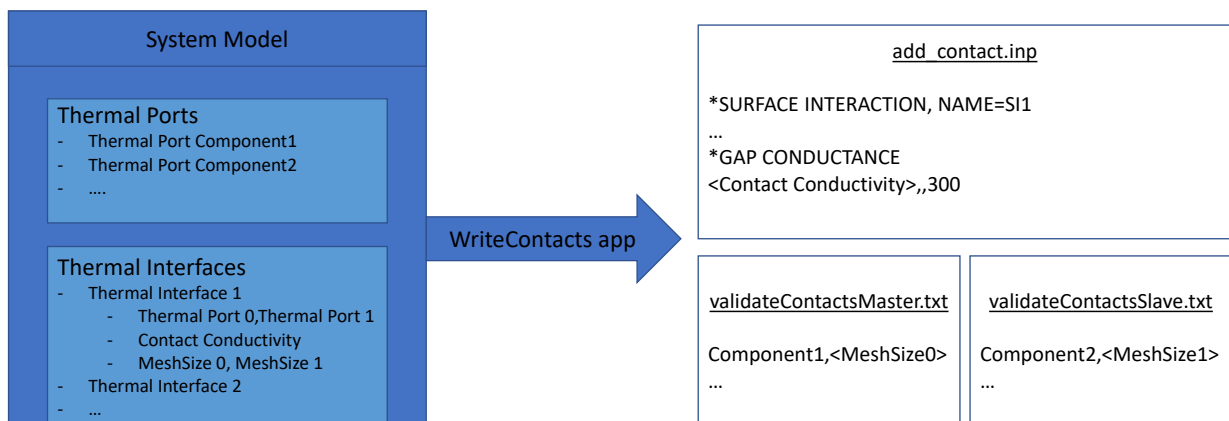 System Model
Thermal Ports
- Thermal Port Component1
- Thermal Port Component2
- ....
Thermal Interfaces
- Thermal Interface 1
- Thermal Port 0,Thermal Port 1
- Contact Conductivity
- MeshSize 0, MeshSize 1
- Thermal Interface 2
- ...
WriteContacts app
add_contact.inp
*SURFACE INTERACTION, NAME=SI1
...
*GAP CONDUCTANCE
<Contact Conductivity>,,300
validateContactsMaster.txt
Component1,<MeshSize0>
...
validateContactsSlave.txt
Component2,<MeshSize1>
...